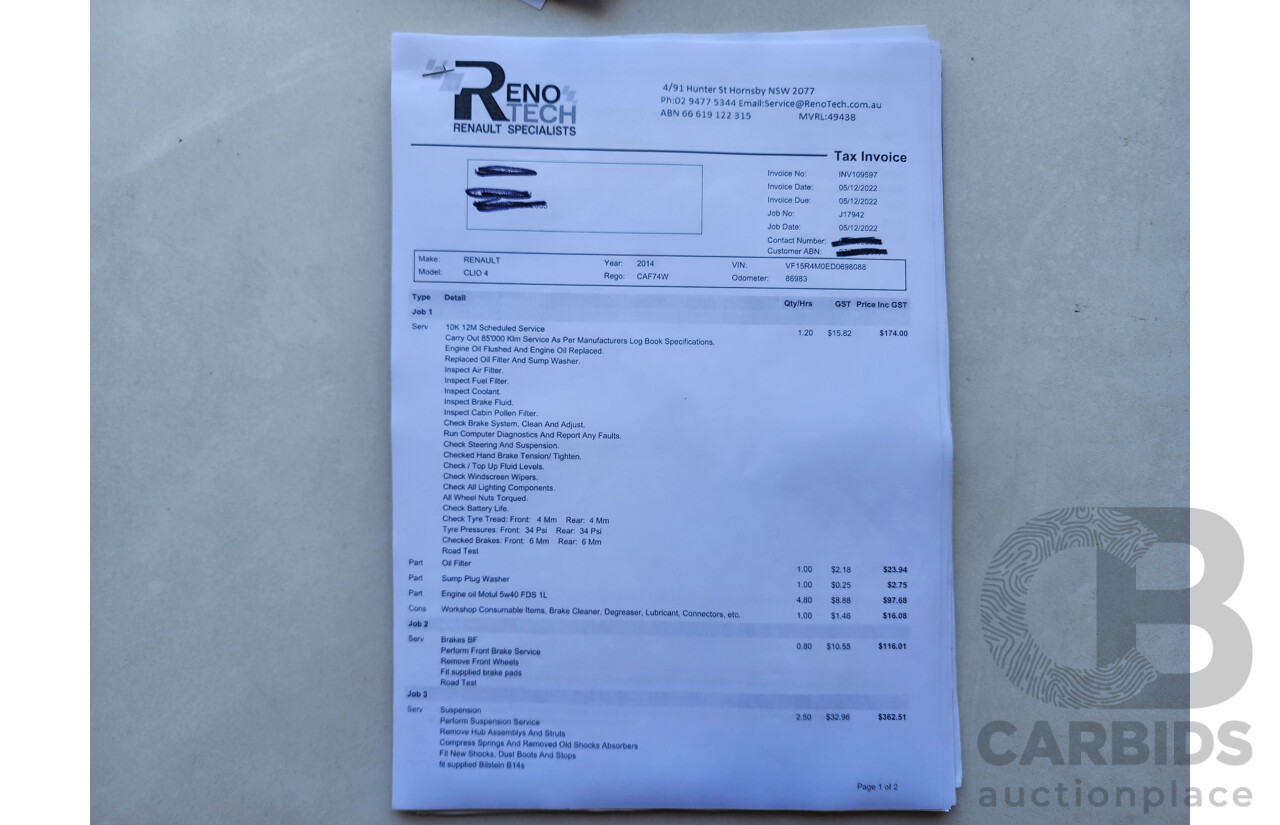 RENO
TECH
RENAULT SPECIALISTS
4/91 Hunter St Hornsby NSW 2077
Ph:02 9477 5344 Email:Service@RenoTech.com.au
ABN 66 619 122 315 MVRL:49438
Tax Invoice
Invoice No: INV109597
Invoice Date: 05/12/2022
Invoice Due: 05/12/2022
Job No: J17942
Job Date: 05/12/2022
Contact Number:
Customer ABN:
Make: RENAULT Year: 2014 VIN: VF15R4M0ED0698088
Model: CLIO 4 Rego: CAF74W Odometer: 86983
Type Detail Qty/Hrs GST Price Inc GST
Job 1
Serv 10K 12M Scheduled Service 1.20 $15.82 $174.00
Carry Out 85'000 Klm Service As Per Manufacturers Log Book Specifications.
Engine Oil Flushed And Engine Oil Replaced.
Replaced Oil Filter And Sump Washer.
Inspect Air Filter.
Inspect Fuel Filter.
Inspect Coolant.
Inspect Brake Fluid.
Inspect Cabin Pollen Filter.
Check Brake System, Clean And Adjust.
Run Computer Diagnostics And Report Any Faults.
Check Steering And Suspension.
Checked Hand Brake Tension/ Tighten.
Check / Top Up Fluid Levels.
Check Windscreen Wipers.
Check All Lighting Components.
All Wheel Nuts Torqued.
Check Battery Life.
Check Tyre Tread: Front: 4 Mm Rear: 4 Mm
Tyre Pressures: Front: 34 Psi Rear: 34 Psi
Checked Brakes: Front: 6 Mm Rear: 6 Mm
Road Test
Part Oil Filter 1.00 $2.18 $23.94
Part Sump Plug Washer 1.00 $0.25 $2.75
Part Engine oil Motul 5w40 FDS 1L 4.80 $8.88 $97.68
Cons Workshop Consumable Items, Brake Cleaner, Degreaser, Lubricant, Connectors, etc. 1.00 $1.46 $16.08
Job 2
Serv Brakes BF 0.80 $10.55 $116.01
Perform Front Brake Service
Remove Front Wheels
Fit supplied brake pads
Road Test
Job 3
Serv Suspension 2.50 $32.96 $362.51
Perform Suspension Service
Remove Hub Assemblys And Struts
Compress Springs And Removed Old Shocks Absorbers
Fit New Shocks, Dust Boots And Stops
fit supplied Bilstein B14s
Page 1 of 2
CB
CARBIDS
auctionplace